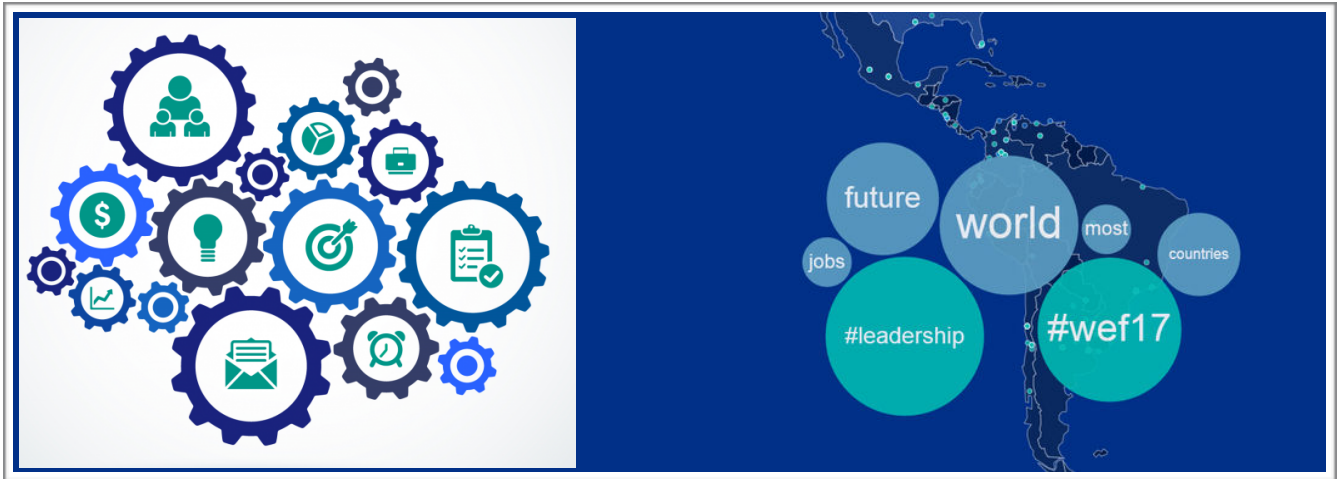 $
future
world
most
countries
jobs
#leadership
#wef17